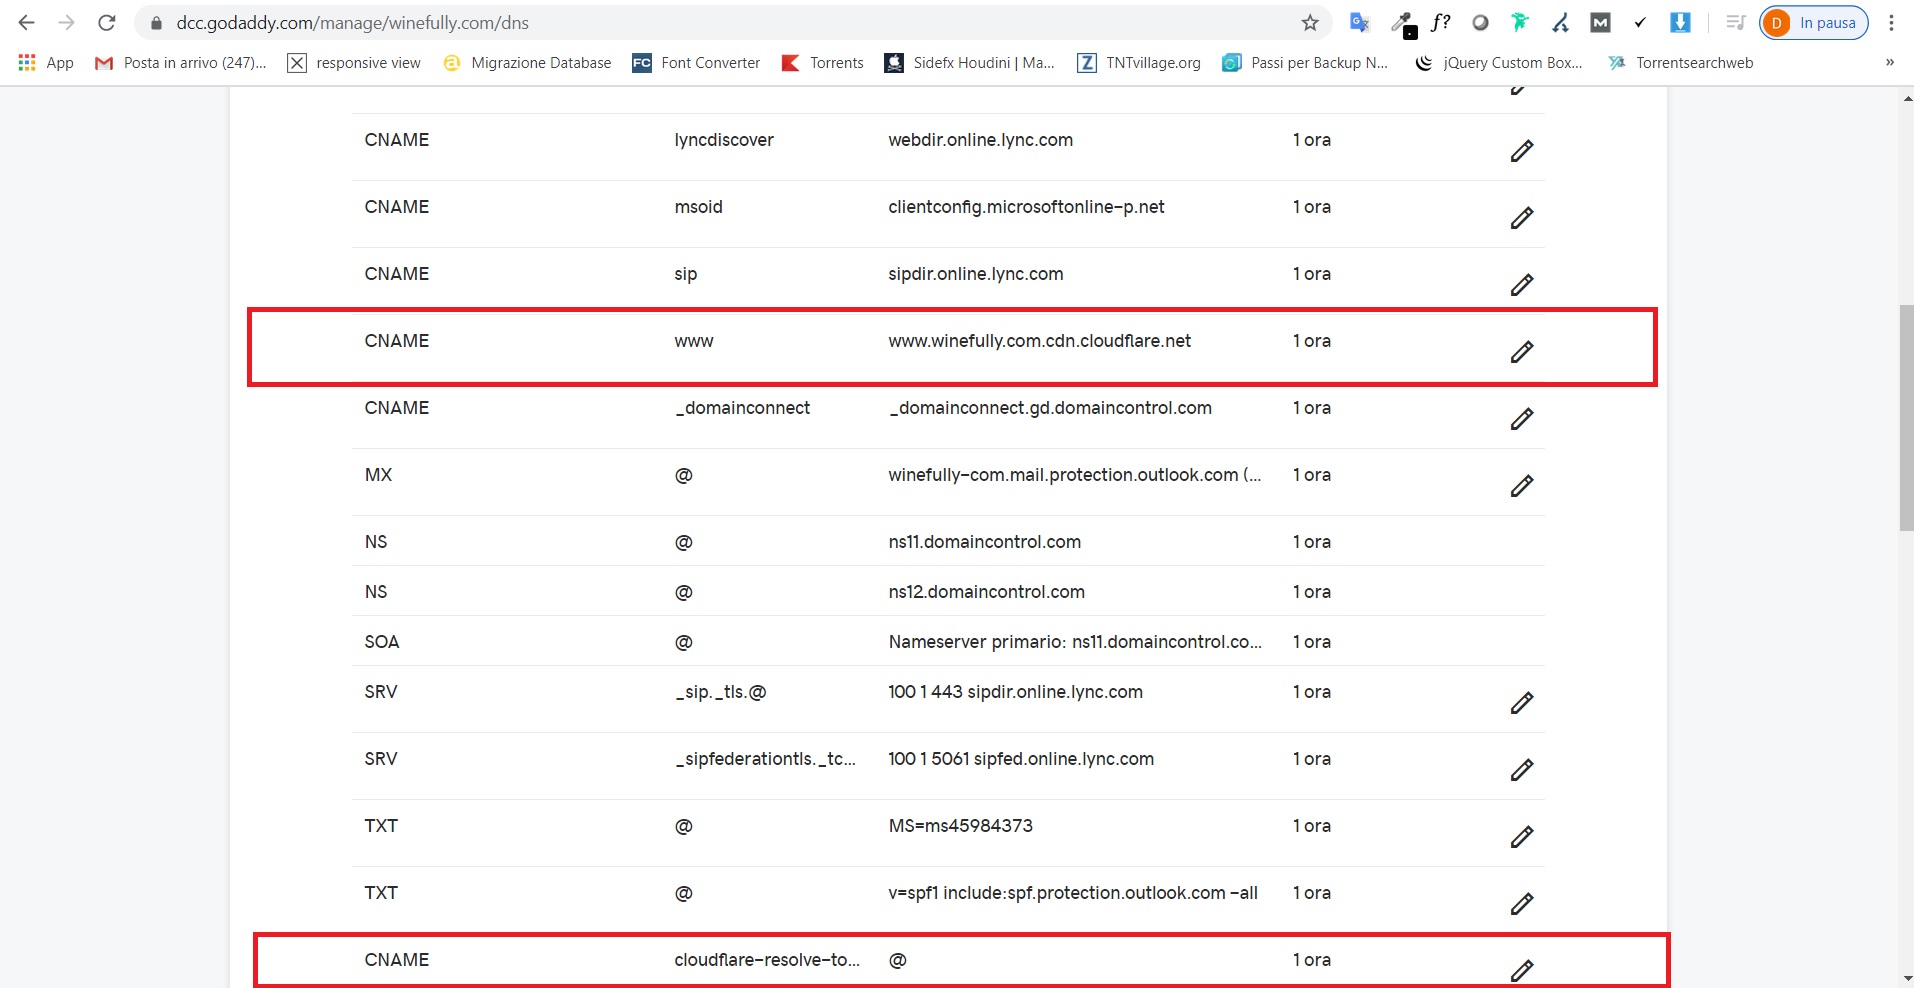 dcc.godaddy.com/manage/winefully.com/dns
f?
M
D
In pausa
App
Posta in arrivo (247)...
responsive view
Migrazione Database
FC
Font Converter
Torrents
Sidefx Houdini | Ma...
Z
TNTvillage.org
Passi per Backup N...
jQuery Custom Box...
Torrentsearchweb
»
CNAME lyncdiscover webdir.online.lync.com 1 ora
CNAME msoid clientconfig.microsoftonline-p.net 1 ora
CNAME sip sipdir.online.lync.com 1 ora
CNAME www www.winefully.com.cdn.cloudflare.net 1 ora
CNAME _domainconnect _domainconnect.gd.domaincontrol.com 1 ora
MX @ winefully-com.mail.protection.outlook.com (... 1 ora
NS @ ns11.domaincontrol.com 1 ora
NS @ ns12.domaincontrol.com 1 ora
SOA @ Nameserver primario: ns11.domaincontrol.co... 1 ora
SRV _sip._tls.@ 100 1 443 sipdir.online.lync.com 1 ora
SRV _sipfederationtls._tc... 100 1 5061 sipfed.online.lync.com 1 ora
TXT @ MS=ms45984373 1 ora
TXT @ v=spf1 include:spf.protection.outlook.com -all 1 ora
CNAME cloudflare-resolve-to... @ 1 ora